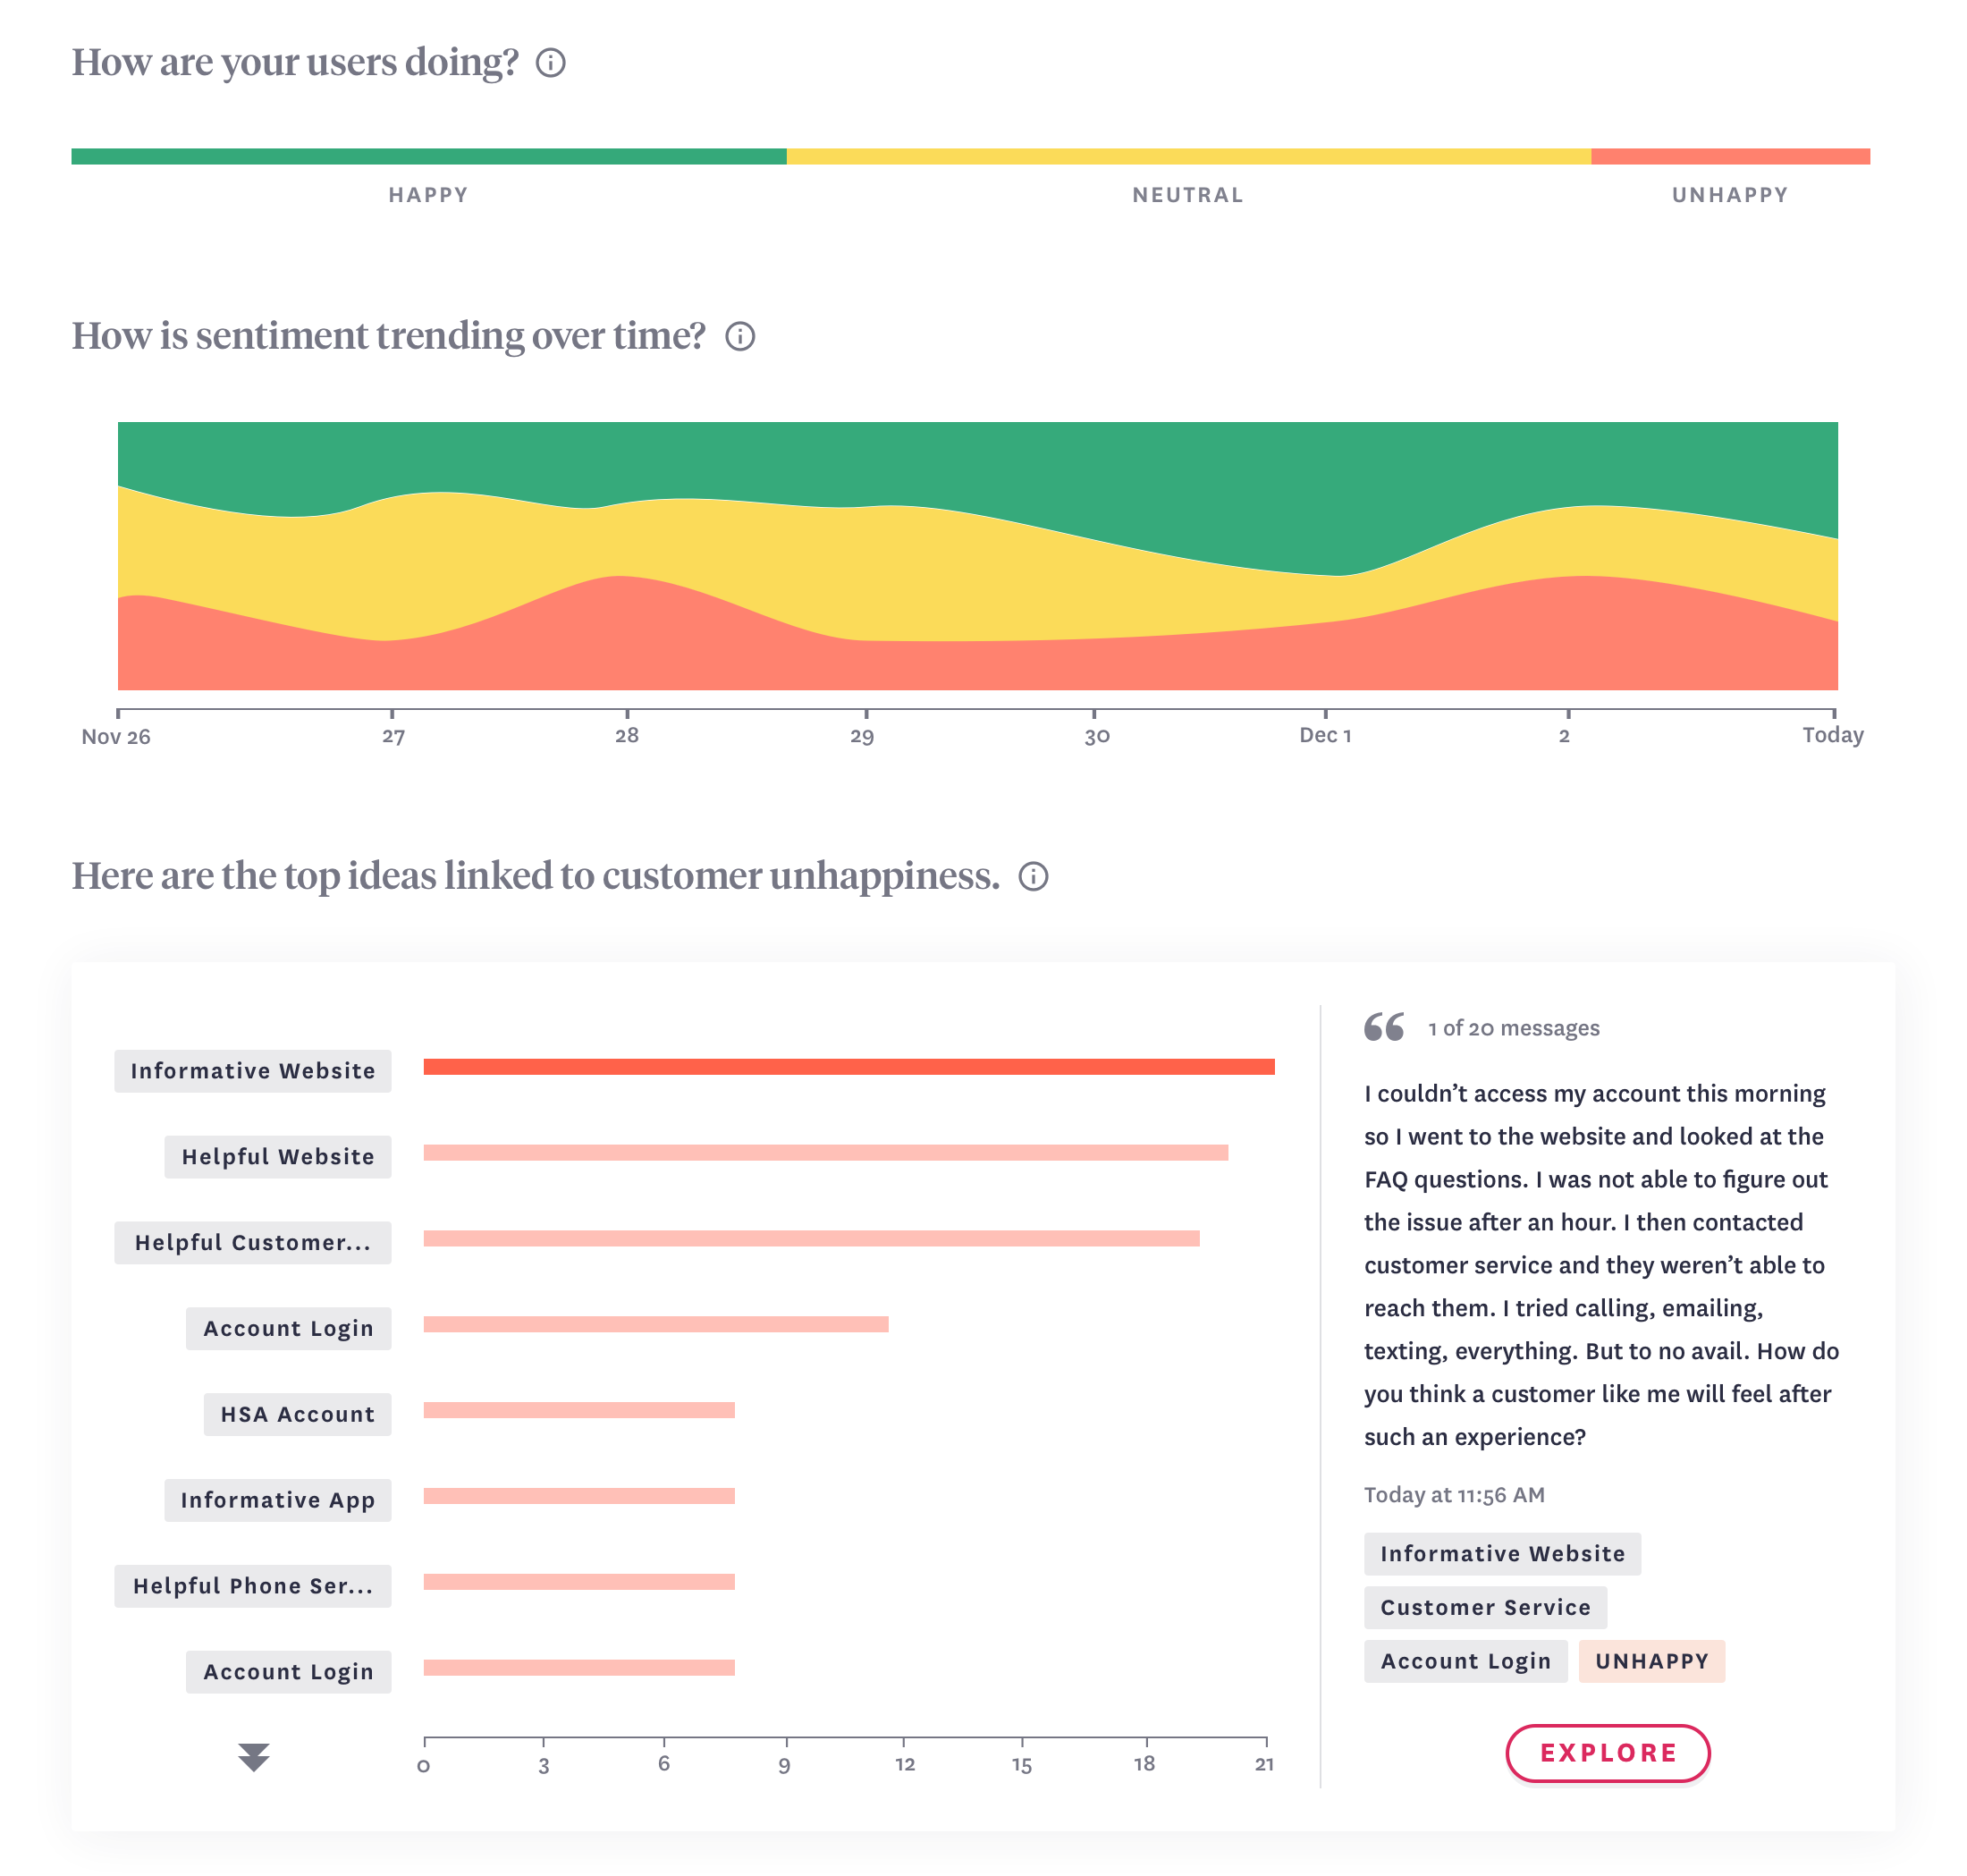 How are your users doing?
HAPPY
NEUTRAL
UNHAPPY
How is sentiment trending over time?
Nov 26
27
28
29
30
Dec 1
2
Today
Here are the top ideas linked to customer unhappiness.
Informative Website
Helpful Website
Helpful Customer...
Account Login
HSA Account
Informative App
Helpful Phone Ser...
Account Login
0
3
6
9
12
15
18
21
“ 1 of 20 messages
I couldn’t access my account this morning
so I went to the website and looked at the
FAQ questions. I was not able to figure out
the issue after an hour. I then contacted
customer service and they weren’t able to
reach them. I tried calling, emailing,
texting, everything. But to no avail. How do
you think a customer like me will feel after
such an experience?
Today at 11:56 AM
Informative Website
Customer Service
Account Login
UNHAPPY
EXPLORE